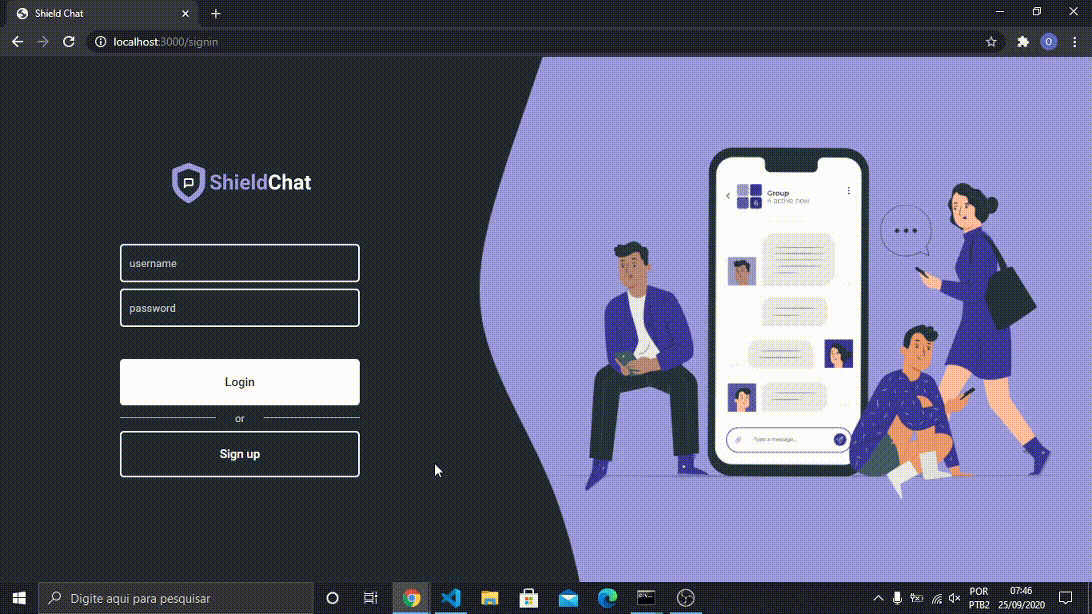 Shield Chat
localhost:3000/signin
O
ShieldChat
username
password
Login
or
Sign up
Group
4 active now
6
Type a message...
Digite aqui para pesquisar
POR
PTB2
07:46
25/09/2020